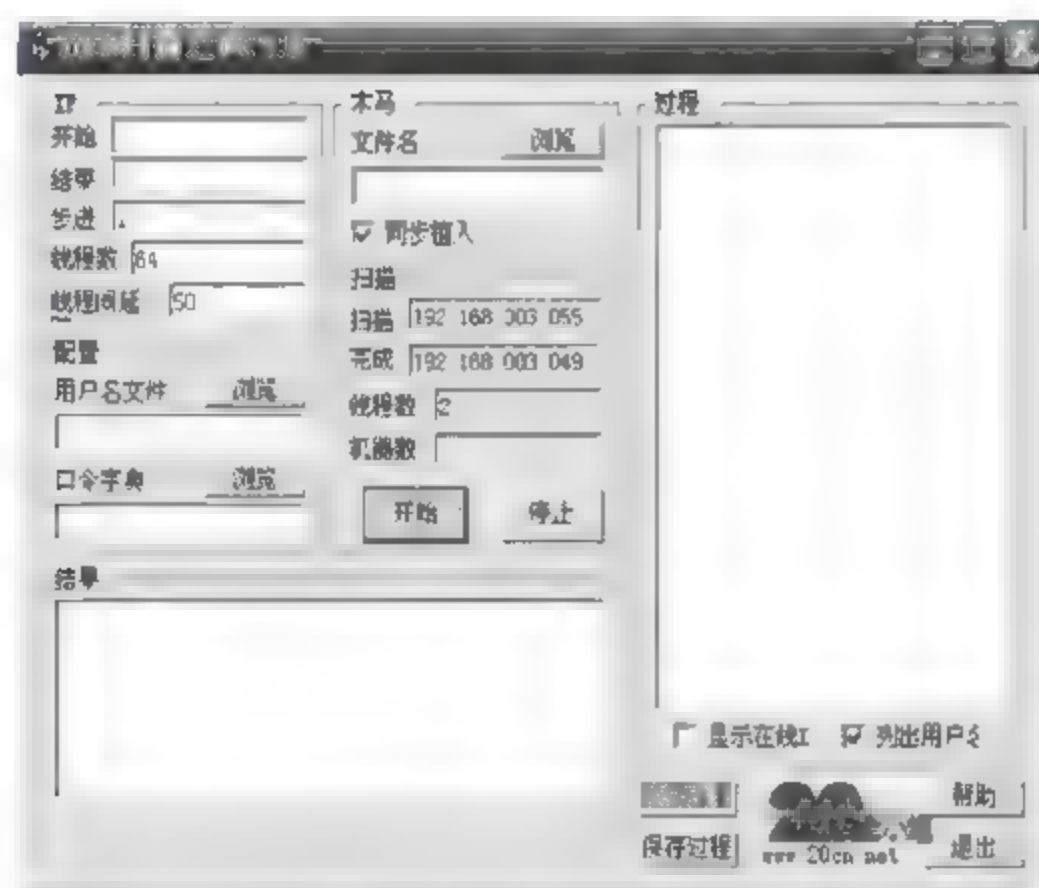 IP
开始
结束
步进
线程数 64
线程间延 50
配置
用户名文件 浏览
口令字典 浏览
木马
文件名 浏览
同步植入
扫描
扫描 192 168 003 055
完成 192 168 003 049
线程数 2
机器数
开始 停止
过程
结果
显示在线I 列出用户名
帮助
保存过程 www 20cn net 退出